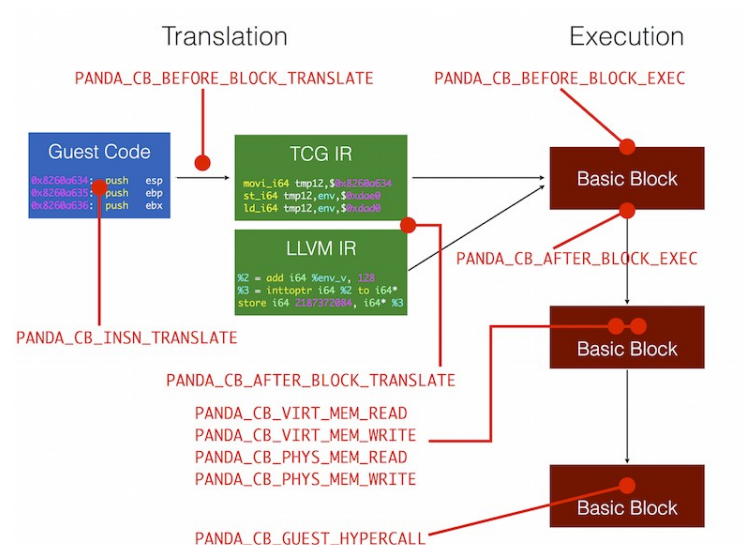 Translation
Execution
PANDA_CB_BEFORE_BLOCK_TRANSLATE
PANDA_CB_BEFORE_BLOCK_EXEC
Guest Code
0x8260a634: push esp
0x8260a635: push ebp
0x8260a636: push ebx
TCG IR
movi_i64 tmp12,$0x8260a634
st_i64 tmp12,env,$0xdae0
ld_i64 tmp12,env,$0xdad0
Basic Block
LLVM IR
%2 = add i64 %env_v, 128
%3 = inttoptr i64 %2 to i64*
store i64 2187372084, i64* %3
PANDA_CB_AFTER_BLOCK_EXEC
PANDA_CB_INSN_TRANSLATE
Basic Block
PANDA_CB_AFTER_BLOCK_TRANSLATE
PANDA_CB_VIRT_MEM_READ
PANDA_CB_VIRT_MEM_WRITE
PANDA_CB_PHYS_MEM_READ
PANDA_CB_PHYS_MEM_WRITE
Basic Block
PANDA_CB_GUEST_HYPERCALL